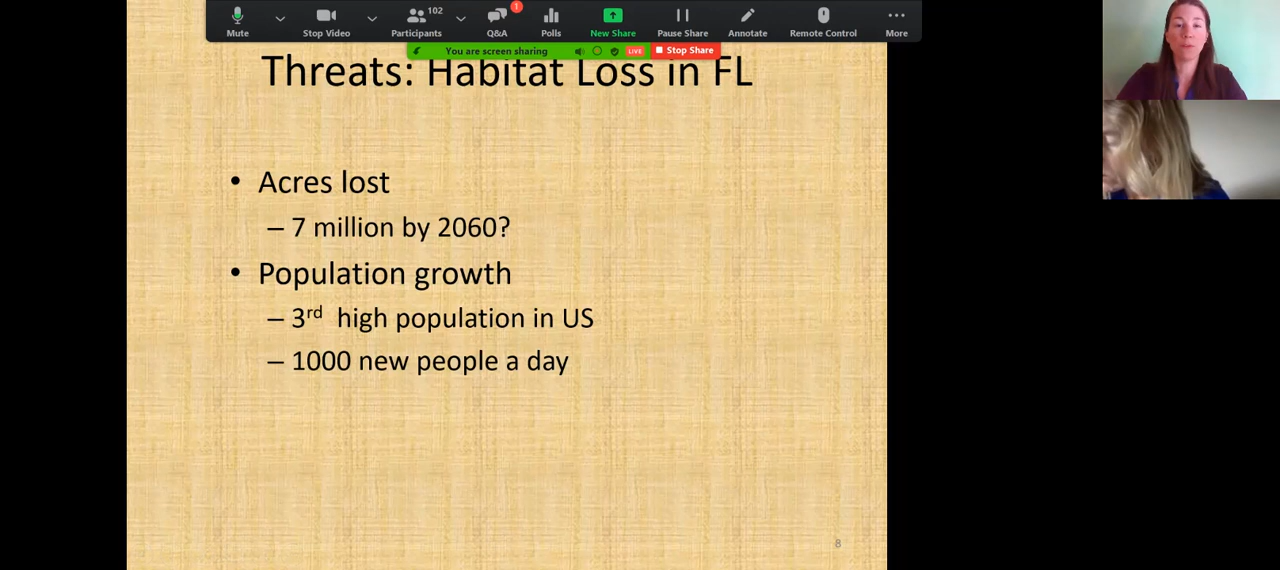 102
1
Mute
Stop Video
Participants
Q&A
Polls
New Share
Pause Share
Annotate
Remote Control
More
You are screen sharing
LIVE
Stop Share
Threats: Habitat Loss in FL
• Acres lost
– 7 million by 2060?
• Population growth
– 3rd high population in US
– 1000 new people a day
8